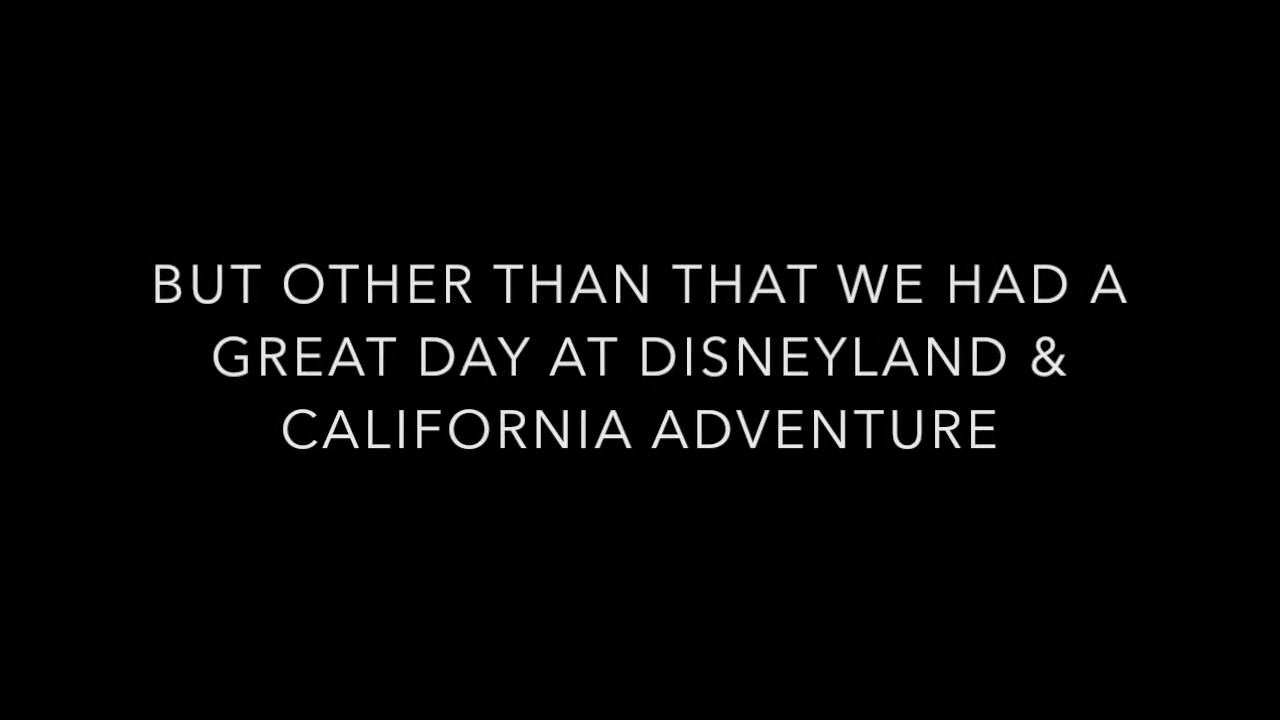 BUT OTHER THAN THAT WE HAD A
GREAT DAY AT DISNEYLAND &
CALIFORNIA ADVENTURE